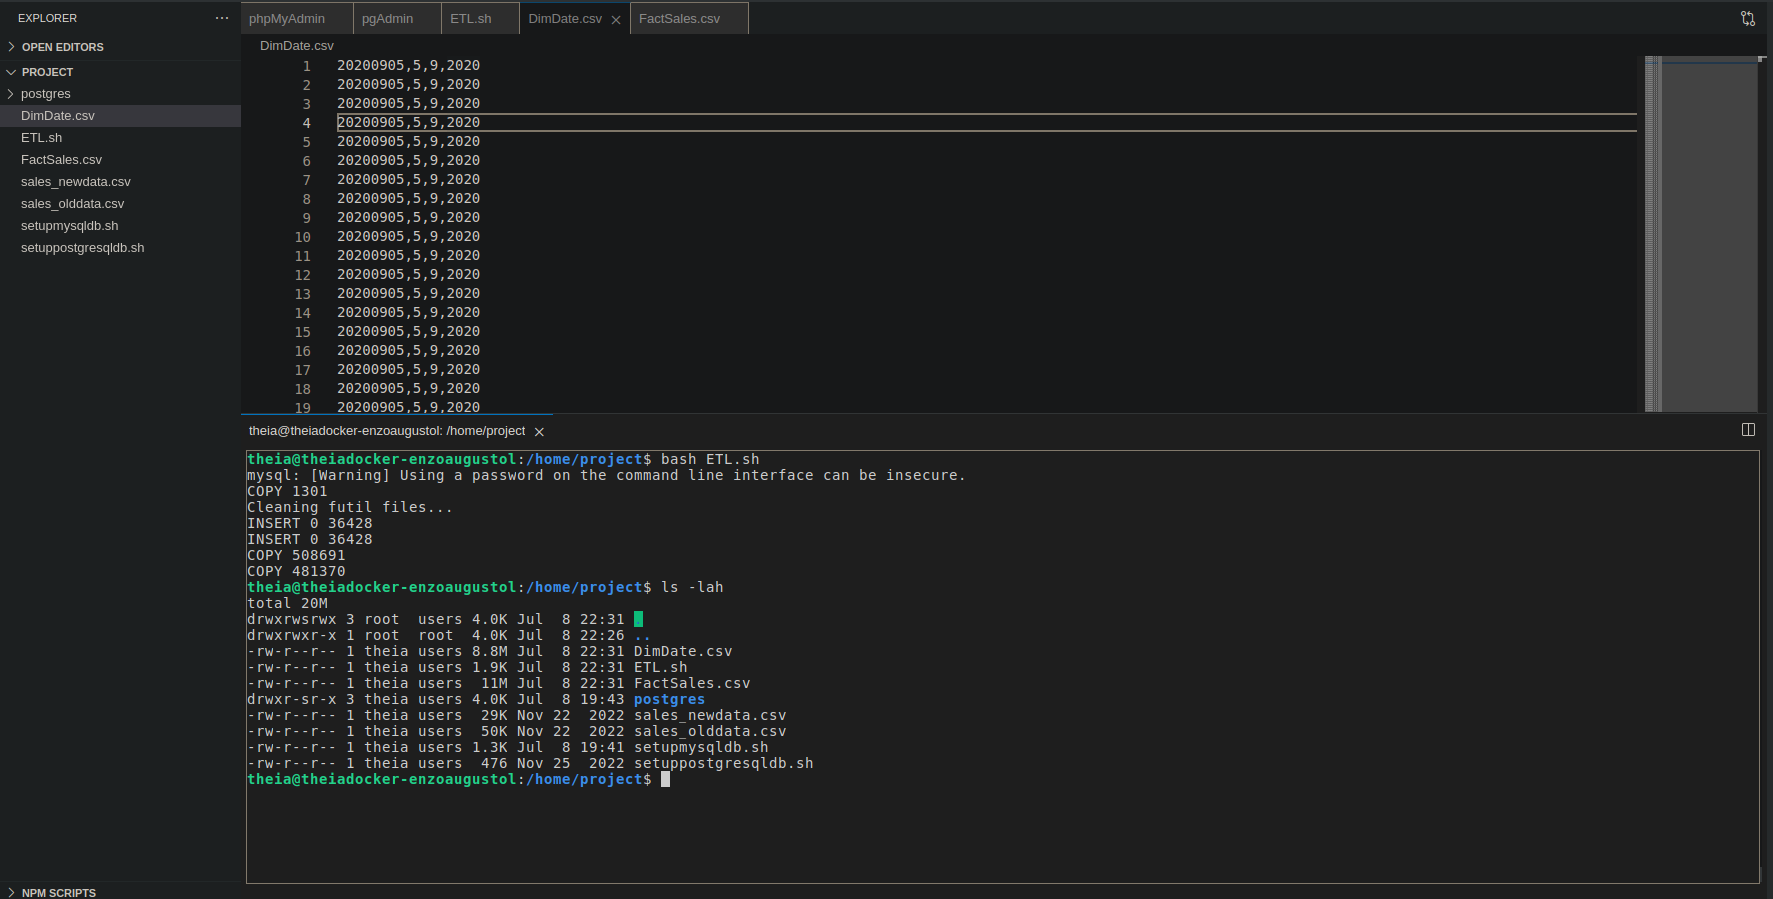 EXPLORER
OPEN EDITORS
PROJECT
postgres
DimDate.csv
ETL.sh
FactSales.csv
sales_newdata.csv
sales_olddata.csv
setupmysqldb.sh
setuppostgresqldb.sh
NPM SCRIPTS
phpMyAdmin pgAdmin ETL.sh DimDate.csv FactSales.csv
DimDate.csv
1 20200905,5,9,2020
2 20200905,5,9,2020
3 20200905,5,9,2020
4 20200905,5,9,2020
5 20200905,5,9,2020
6 20200905,5,9,2020
7 20200905,5,9,2020
8 20200905,5,9,2020
9 20200905,5,9,2020
10 20200905,5,9,2020
11 20200905,5,9,2020
12 20200905,5,9,2020
13 20200905,5,9,2020
14 20200905,5,9,2020
15 20200905,5,9,2020
16 20200905,5,9,2020
17 20200905,5,9,2020
18 20200905,5,9,2020
19 20200905,5,9,2020
theia@theiadocker-enzoaugustol: /home/project
theia@theiadocker-enzoaugustol:/home/project$ bash ETL.sh
mysql: [Warning] Using a password on the command line interface can be insecure.
COPY 1301
Cleaning futil files...
INSERT 0 36428
INSERT 0 36428
COPY 508691
COPY 481370
theia@theiadocker-enzoaugustol:/home/project$ ls -lah
total 20M
drwxrwsrwx 3 root  users 4.0K Jul  8 22:31 .
drwxrwxr-x 1 root  root  4.0K Jul  8 22:26 ..
-rw-r--r-- 1 theia users 8.8M Jul  8 22:31 DimDate.csv
-rw-r--r-- 1 theia users 1.9K Jul  8 22:31 ETL.sh
-rw-r--r-- 1 theia users  11M Jul  8 22:31 FactSales.csv
drwxr-sr-x 3 theia users 4.0K Jul  8 19:43 postgres
-rw-r--r-- 1 theia users  29K Nov 22  2022 sales_newdata.csv
-rw-r--r-- 1 theia users  50K Nov 22  2022 sales_olddata.csv
-rw-r--r-- 1 theia users 1.3K Jul  8 19:41 setupmysqldb.sh
-rw-r--r-- 1 theia users  476 Nov 25  2022 setuppostgresqldb.sh
theia@theiadocker-enzoaugustol:/home/project$